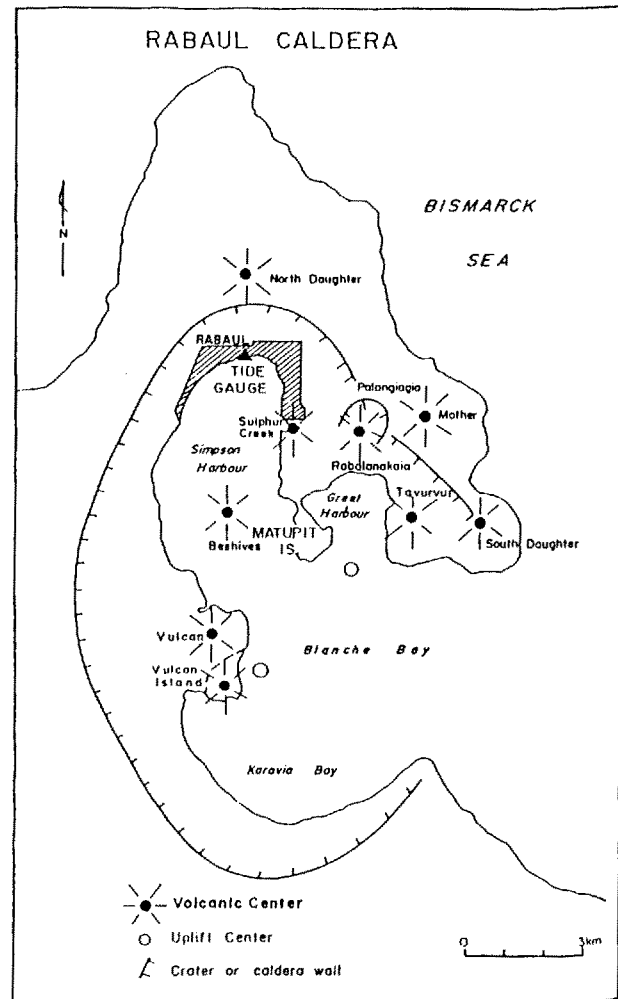 RABAUL CALDERA
BISMARCK
SEA
N
North Daughter
RABAUL
TIDE
GAUGE
Palangiagia
Mother
Sulphur
Creek
Simpson
Harbour
Rabalanakaia
Greet
Harbour
Tavurvur
Beehives
MATUPIT
IS.
South Daughter
Vulcan
Blanche Bay
Vulcan
Island
Karavia Bay
Volcanic Center
Uplift Center
Crater or caldera wall
0 3km